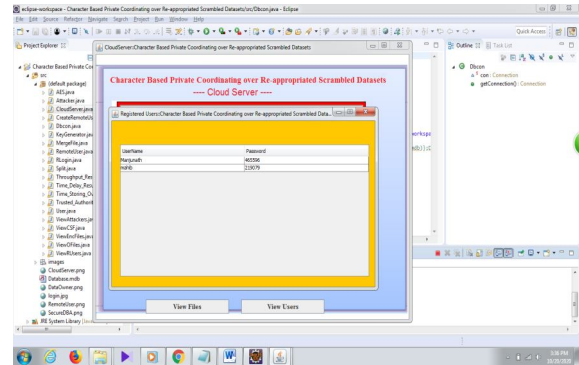 eclipse-workspace - Character Based Private Coordinating over Re-appropriated Scrambled Datasets/src/Dbcon.java - Eclipse
File Edit Source Refactor Navigate Search Project Run Window Help
Quick Access
Project Explorer
CloudServer:Character Based Private Coordinating over Re-appropriated Scrambled Datasets
Outline Task List
Character Based Private Coo
src
(default package)
AES.java
Attacker.java
CloudServer.java
CreateRemoteU
Dbcon.java
KeyGenerator.jav
MergeFile.java
RemoteUser.java
RLogin.java
Split.java
Throughput_Res
Time_Delay_Resu
Time_Storing_Ov
Trusted_Authorit
User.java
ViewAttackers.jav
ViewCSF.java
ViewEncFiles.java
ViewOfiles.java
ViewRUsers.java
images
CloudServer.png
Database.mdb
DataOwner.png
login.jpg
RemoteUser.png
SecureDBA.png
JRE System Library
Dbcon
con : Connection
getConnection() : Connection
Character Based Private Coordinating over Re-appropriated Scrambled Datasets
---- Cloud Server ----
Registered Users:Character Based Private Coordinating over Re-appropriated Scrambled Data...
UserName Password
Manjunath 465396
mohib 219079
View Files View Users
3:36 PM